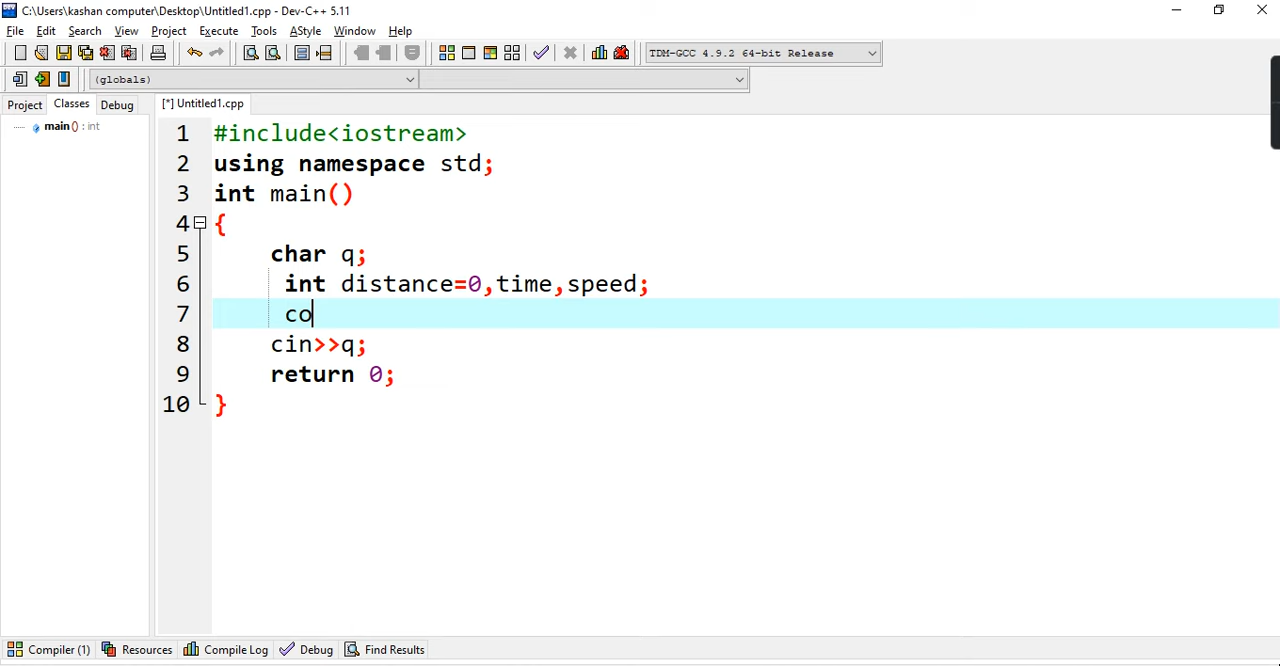 C:\Users\kashan computer\Desktop\Untitled1.cpp - Dev-C++ 5.11
File Edit Search View Project Execute Tools AStyle Window Help
TDM-GCC 4.9.2 64-bit Release
(globals)
Project Classes Debug [*] Untitled1.cpp
main () : int
1 #include<iostream>
2 using namespace std;
3 int main()
4 {
5 char q;
6 int distance=0,time,speed;
7 co
8 cin>>q;
9 return 0;
10 }
Compiler (1) Resources Compile Log Debug Find Results